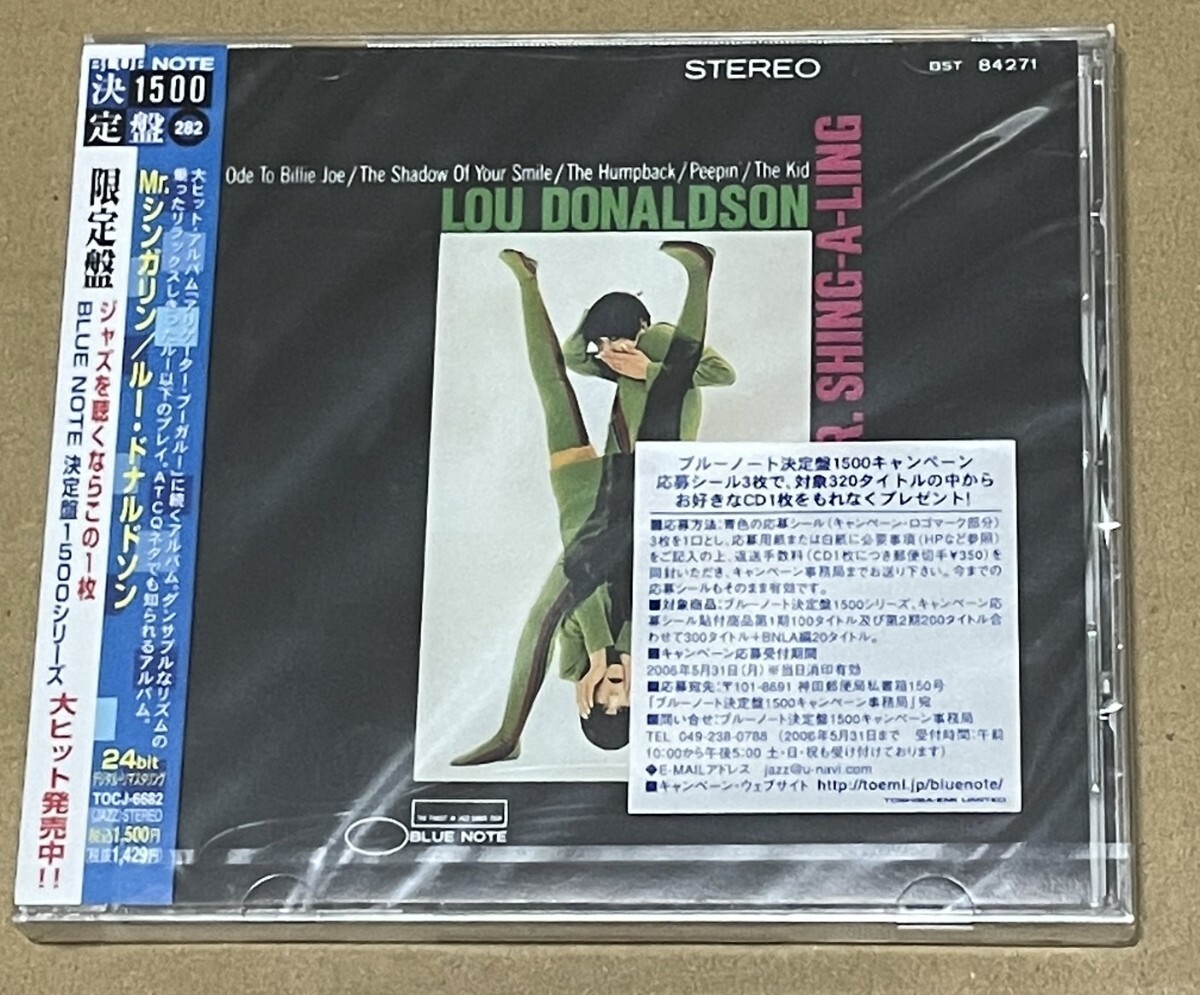 BLUE NOTE
決定盤
1500
282
限定盤
ジャズを聴くならこの1枚
BLUE NOTE 決定盤1500シリーズ 大ヒット発売中!!
Mr.シンガリン/ルー・ドナルドソン
大ヒット・アルバム「アリゲーター・ブーガルー」に続くアルバム。ダンサブルなリズムの
乗ったリラックスしきったルー以下のプレイ。ATCQネタでも知られるアルバム。
24bit
デジタル・リマスタリング
TOCJ-6682
(JAZZ)・STEREO
税込1,500円
(税抜1,429円)
STEREO
BST 84271
Ode To Billie Joe/The Shadow Of Your Smile/The Humpback/Peepin'/The Kid
LOU DONALDSON
R. SHING-A-LING
THE FINEST IN JAZZ SINCE 1939
BLUE NOTE
ブルーノート決定盤1500キャンペーン
応募シール3枚で、対象320タイトルの中から
お好きなCD1枚をもれなくプレゼント!
■応募方法:青色の応募シール(キャンペーン・ロゴマーク部分)
3枚を1口とし、応募用紙または白紙に必要事項(HPなど参照)
をご記入の上、返送手数料(CD1枚につき郵便切手¥350)を
同封いただき、キャンペーン事務局までお送り下さい。今までの
応募シールもそのまま有効です。
■対象商品:ブルーノート決定盤1500シリーズ、キャンペーン応
募シール貼付商品第1期100タイトル及び第2期200タイトル合
わせて300タイトル+BNLA編20タイトル。
■キャンペーン応募受付期間
2006年5月31日(月)※当日消印有効
■応募宛先:〒101-8691 神田郵便局私書箱150号
「ブルーノート決定盤1500キャンペーン事務局」宛
■問い合せ:ブルーノート決定盤1500キャンペーン事務局
TEL 049-238-0788 (2006年5月31日まで 受付時間:午前
10:00から午後5:00 土・日・祝も受け付けております)
◆E-MAILアドレス jazz@u-navi.com
■キャンペーン・ウェブサイト http://toemi.jp/bluenote/
TOSHIBA-EMI LIMITED